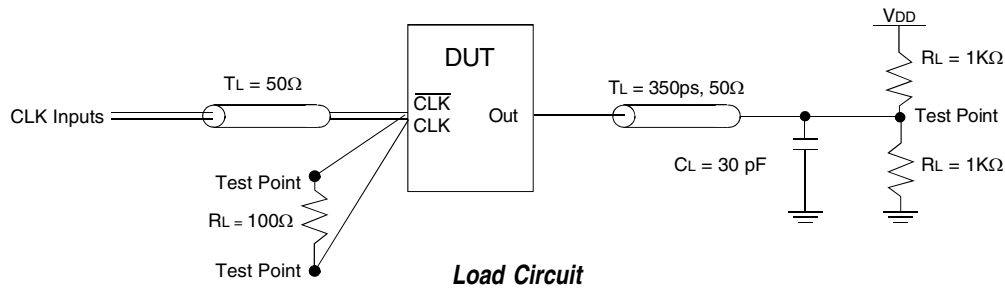 VDD
DUT
RL = 1KΩ
TL = 50Ω
TL = 350ps, 50Ω
CLK Inputs
C̅L̅K̅
CLK
Out
Test Point
CL = 30 pF
RL = 1KΩ
Test Point
RL = 100Ω
Test Point
Load Circuit